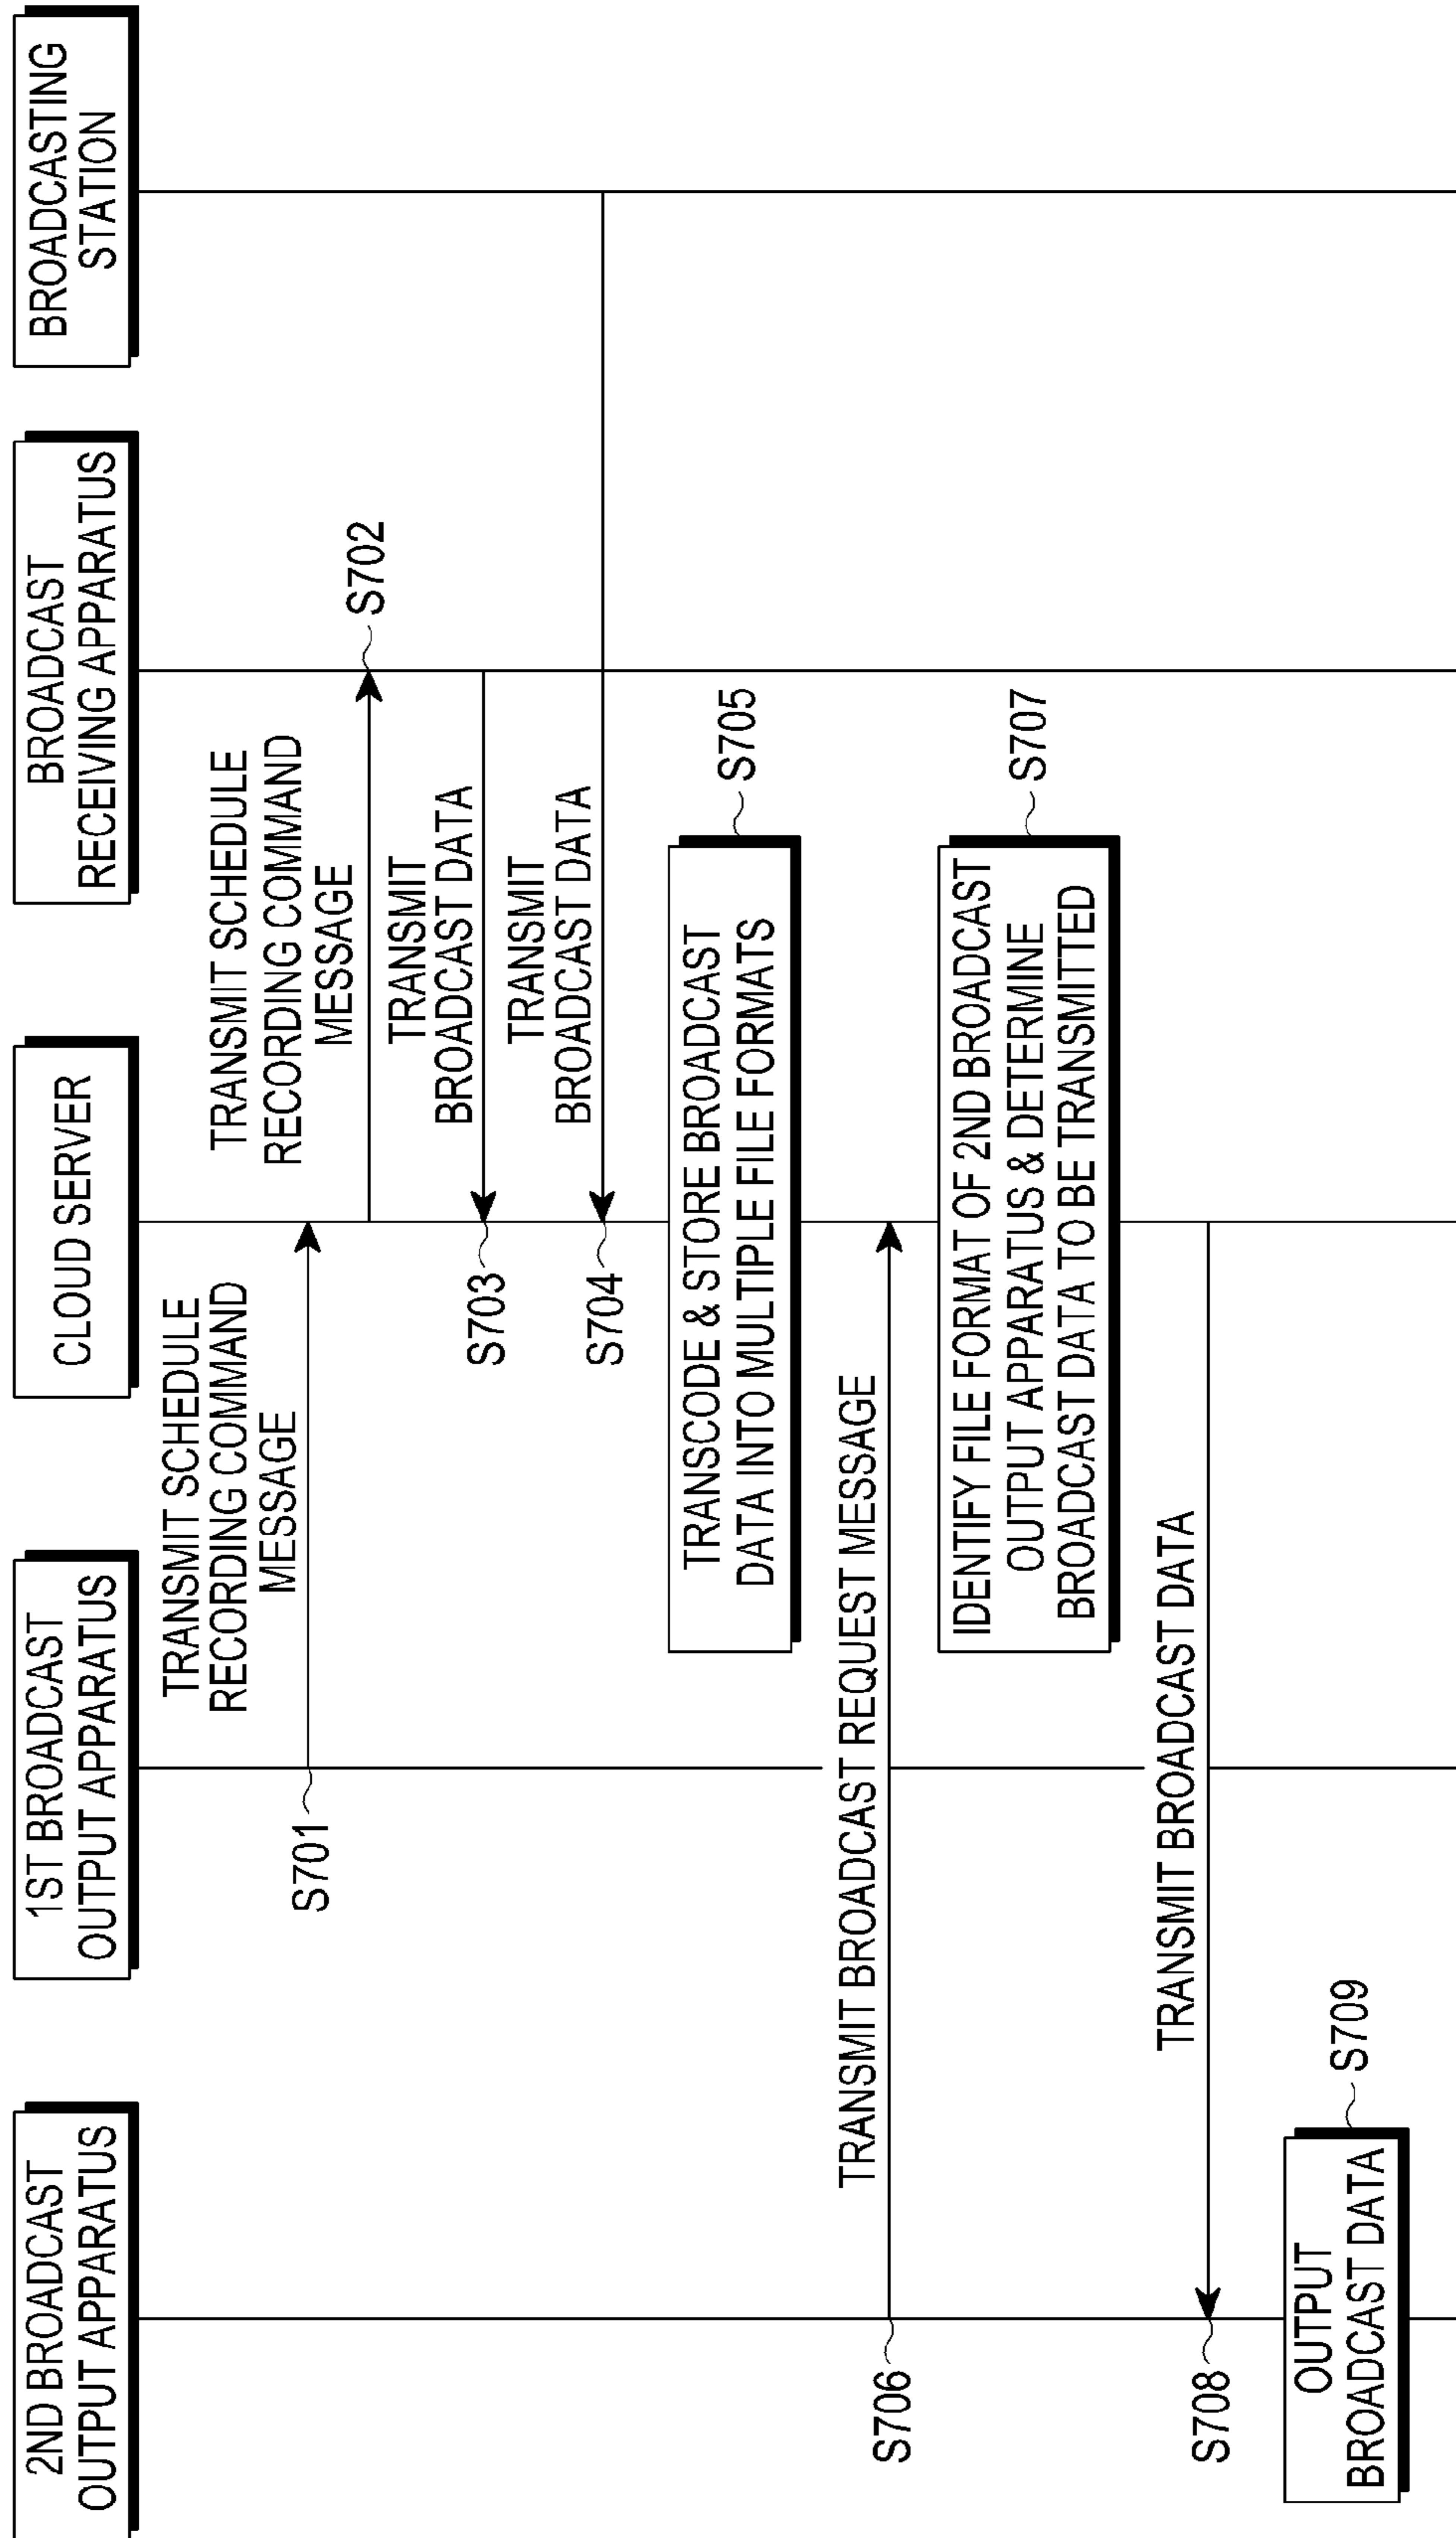 2ND BROADCAST
OUTPUT APPARATUS
1ST BROADCAST
OUTPUT APPARATUS
CLOUD SERVER
BROADCAST
RECEIVING APPARATUS
BROADCASTING
STATION
TRANSMIT SCHEDULE
RECORDING COMMAND
MESSAGE
S701
TRANSMIT SCHEDULE
RECORDING COMMAND
MESSAGE
S702
TRANSMIT
BROADCAST DATA
S703
TRANSMIT
BROADCAST DATA
S704
TRANSCODE & STORE BROADCAST
DATA INTO MULTIPLE FILE FORMATS
S705
TRANSMIT BROADCAST REQUEST MESSAGE
S706
IDENTIFY FILE FORMAT OF 2ND BROADCAST
OUTPUT APPARATUS & DETERMINE
BROADCAST DATA TO BE TRANSMITTED
S707
TRANSMIT BROADCAST DATA
S708
OUTPUT
BROADCAST DATA
S709